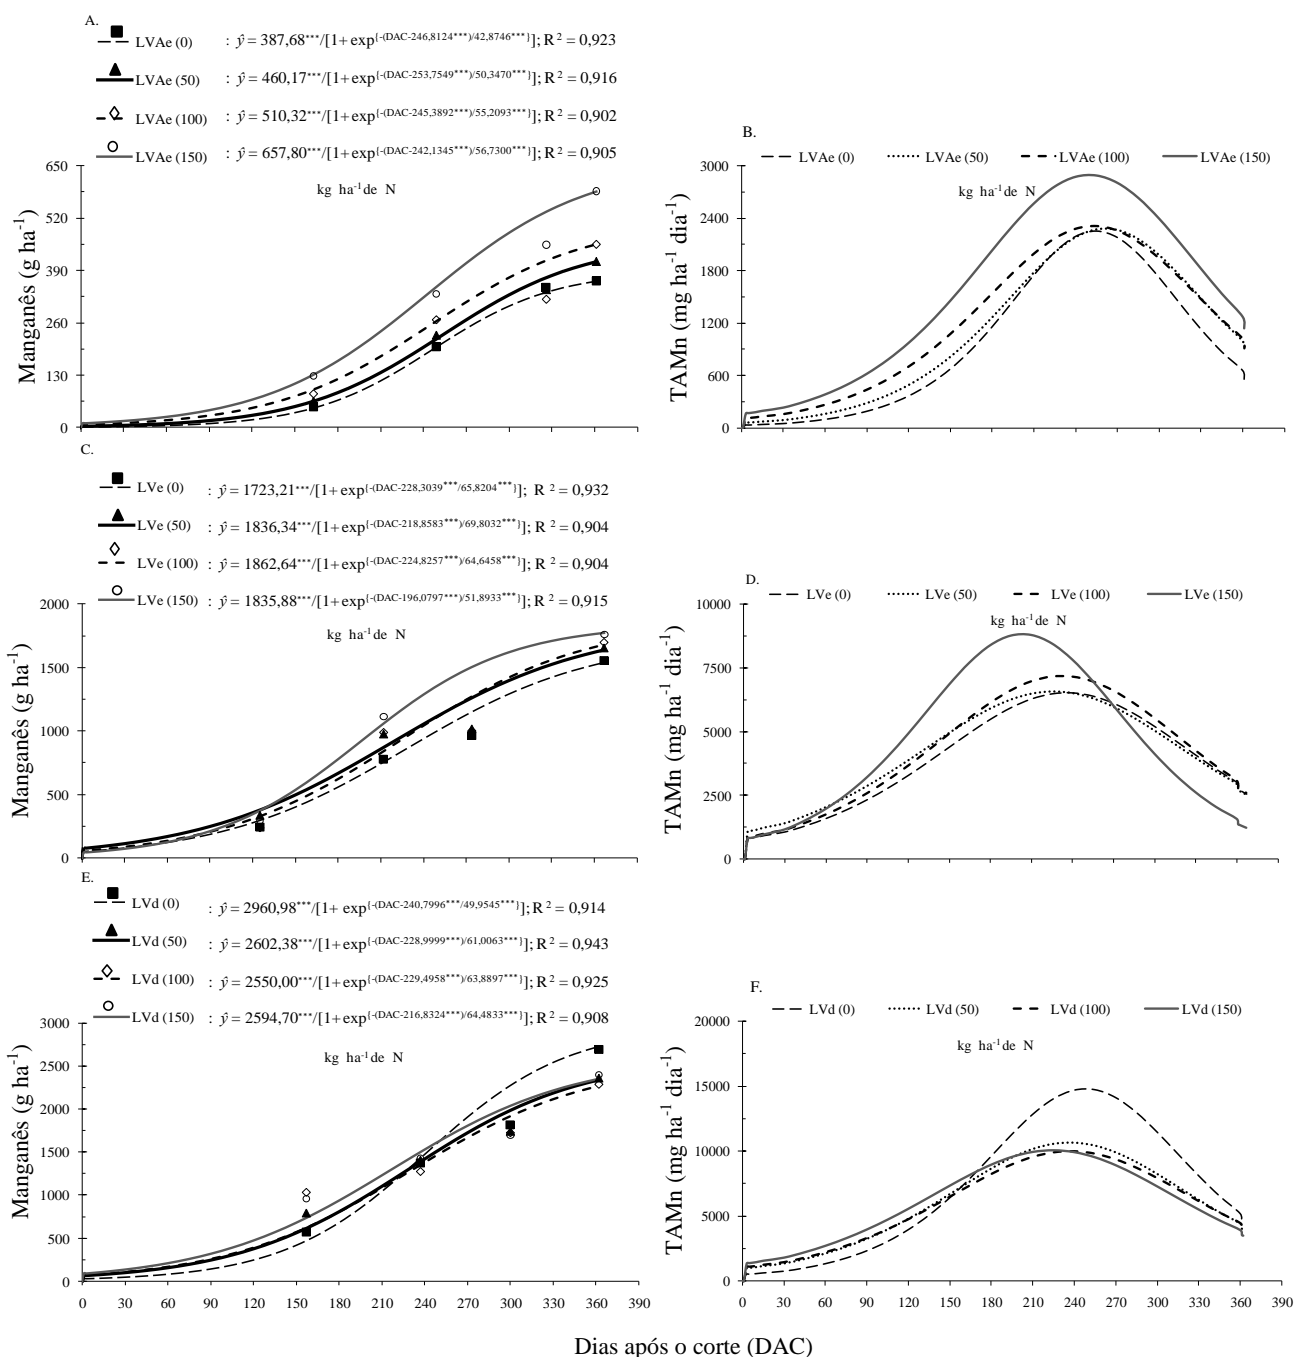 A.
LVAe (0) : ŷ = 387,68***/[1+ exp{-(DAC-246,8124***)/42,8746***}]; R² = 0,923
LVAe (50) : ŷ = 460,17***/[1+ exp{-(DAC-253,7549***)/50,3470***}]; R² = 0,916
LVAe (100) : ŷ = 510,32***/[1+ exp{-(DAC-245,3892***)/55,2093***}]; R² = 0,902
LVAe (150) : ŷ = 657,80***/[1+ exp{-(DAC-242,1345***)/56,7300***}]; R² = 0,905
kg ha-1 de N
Manganês (g ha-1)
650
520
390
260
130
0
B.
LVAe (0) LVAe (50) LVAe (100) LVAe (150)
kg ha-1 de N
TAMn (mg ha-1 dia-1)
3000
2400
1800
1200
600
0
C.
LVe (0) : ŷ = 1723,21***/[1+ exp{-(DAC-228,3039***/65,8204***}]; R² = 0,932
LVe (50) : ŷ = 1836,34***/[1+ exp{-(DAC-218,8583***)/69,8032***}]; R² = 0,904
LVe (100) : ŷ = 1862,64***/[1+ exp{-(DAC-224,8257***)/64,6458***}]; R² = 0,904
LVe (150) : ŷ = 1835,88***/[1+ exp{-(DAC-196,0797***)/51,8933***}]; R² = 0,915
kg ha-1 de N
Manganês (g ha-1)
2000
1500
1000
500
0
D.
LVe (0) LVe (50) LVe (100) LVe (150)
kg ha-1 de N
TAMn (mg ha-1 dia-1)
10000
7500
5000
2500
0
E.
LVd (0) : ŷ = 2960,98***/[1+ exp{-(DAC-240,7996***/49,9545***}]; R² = 0,914
LVd (50) : ŷ = 2602,38***/[1+ exp{-(DAC-228,9999***)/61,0063***}]; R² = 0,943
LVd (100) : ŷ = 2550,00***/[1+ exp{-(DAC-229,4958***)/63,8897***}]; R² = 0,925
LVd (150) : ŷ = 2594,70***/[1+ exp{-(DAC-216,8324***)/64,4833***}]; R² = 0,908
kg ha-1 de N
Manganês (g ha-1)
3000
2500
2000
1500
1000
500
0
0 30 60 90 120 150 180 210 240 270 300 330 360 390
F.
LVd (0) LVd (50) LVd (100) LVd (150)
kg ha-1 de N
TAMn (mg ha-1 dia-1)
20000
15000
10000
5000
0
0 30 60 90 120 150 180 210 240 270 300 330 360 390
Dias após o corte (DAC)